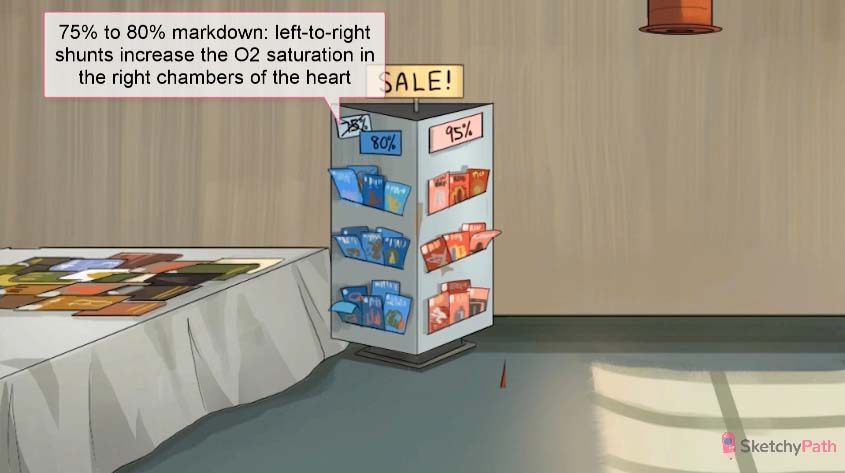 75% to 80% markdown: left-to-right
shunts increase the O2 saturation in
the right chambers of the heart
SALE!
75%
80%
95%
SketchyPath